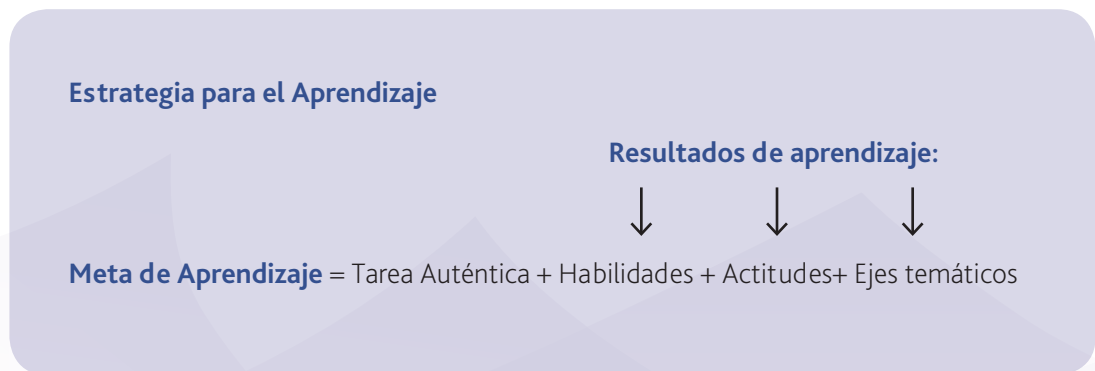 Estrategia para el Aprendizaje
Resultados de aprendizaje:
Meta de Aprendizaje = Tarea Auténtica + Habilidades + Actitudes+ Ejes temáticos